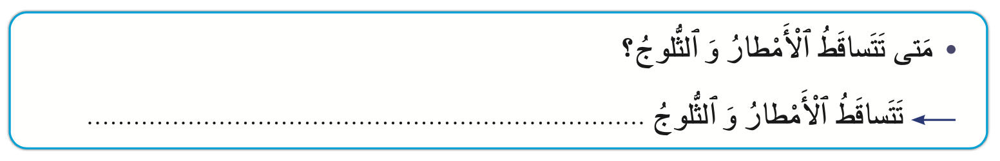 • مَتى تَتَساقَطُ ٱلْأَمْطارُ وَ ٱلثُّلوجُ؟
← تَتَساقَطُ ٱلْأَمْطارُ وَ ٱلثُّلوجُ ......................................................................